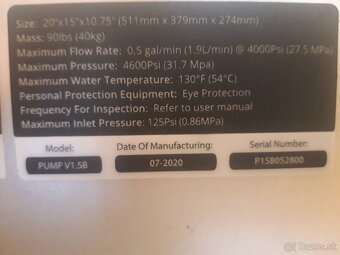 Size: 20"x15"x10.75" (511mm x 379mm x 274mm)
Mass: 90lbs (40kg)
Maximum Flow Rate: 0.5 gal/min (1.9L/min) @ 4000Psi (27.5 MPa)
Maximum Pressure: 4600Psi (31.7 Mpa)
Maximum Water Temperature: 130°F (54°C)
Personal Protection Equipment: Eye Protection
Frequency For Inspection: Refer to user manual
Maximum Inlet Pressure: 125Psi (0.86MPa)
Model: Date Of Manufacturing: Serial Number:
PUMP V1.5B 07-2020 P15B052800
bazos.sk